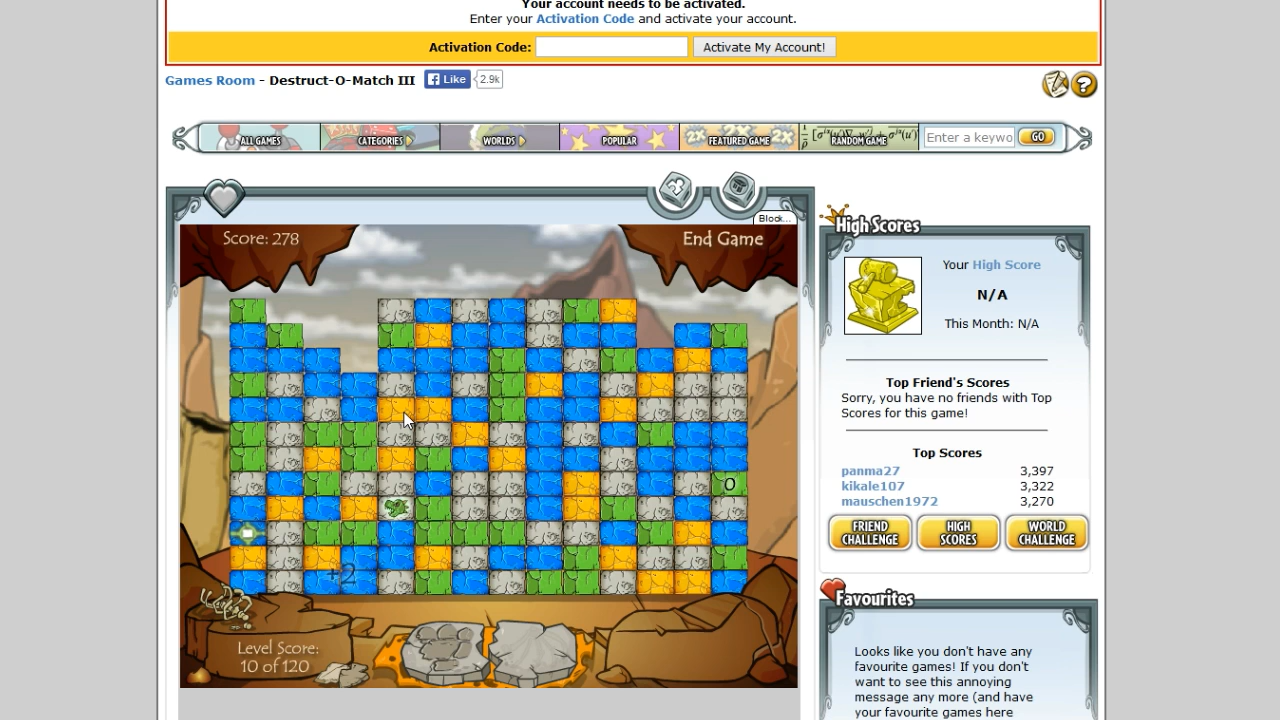 Your account needs to be activated.
Enter your Activation Code and activate your account.
Activation Code: Activate My Account!
Games Room - Destruct-O-Match III Like 2.9k
ALL GAMES CATEGORIES WORLDS POPULAR 2X 2X 2X FEATURED GAME RANDOM GAME Enter a keywo GO
Block...
Score: 278 End Game
0
+2
Level Score:
10 of 120
High Scores
Your High Score
N/A
This Month: N/A
Top Friend's Scores
Sorry, you have no friends with Top
Scores for this game!
Top Scores
panma27 3,397
kikale107 3,322
mauschen1972 3,270
FRIEND CHALLENGE HIGH SCORES WORLD CHALLENGE
Favourites
Looks like you don't have any
favourite games! If you don't
want to see this annoying
message any more (and have
your favourite games here